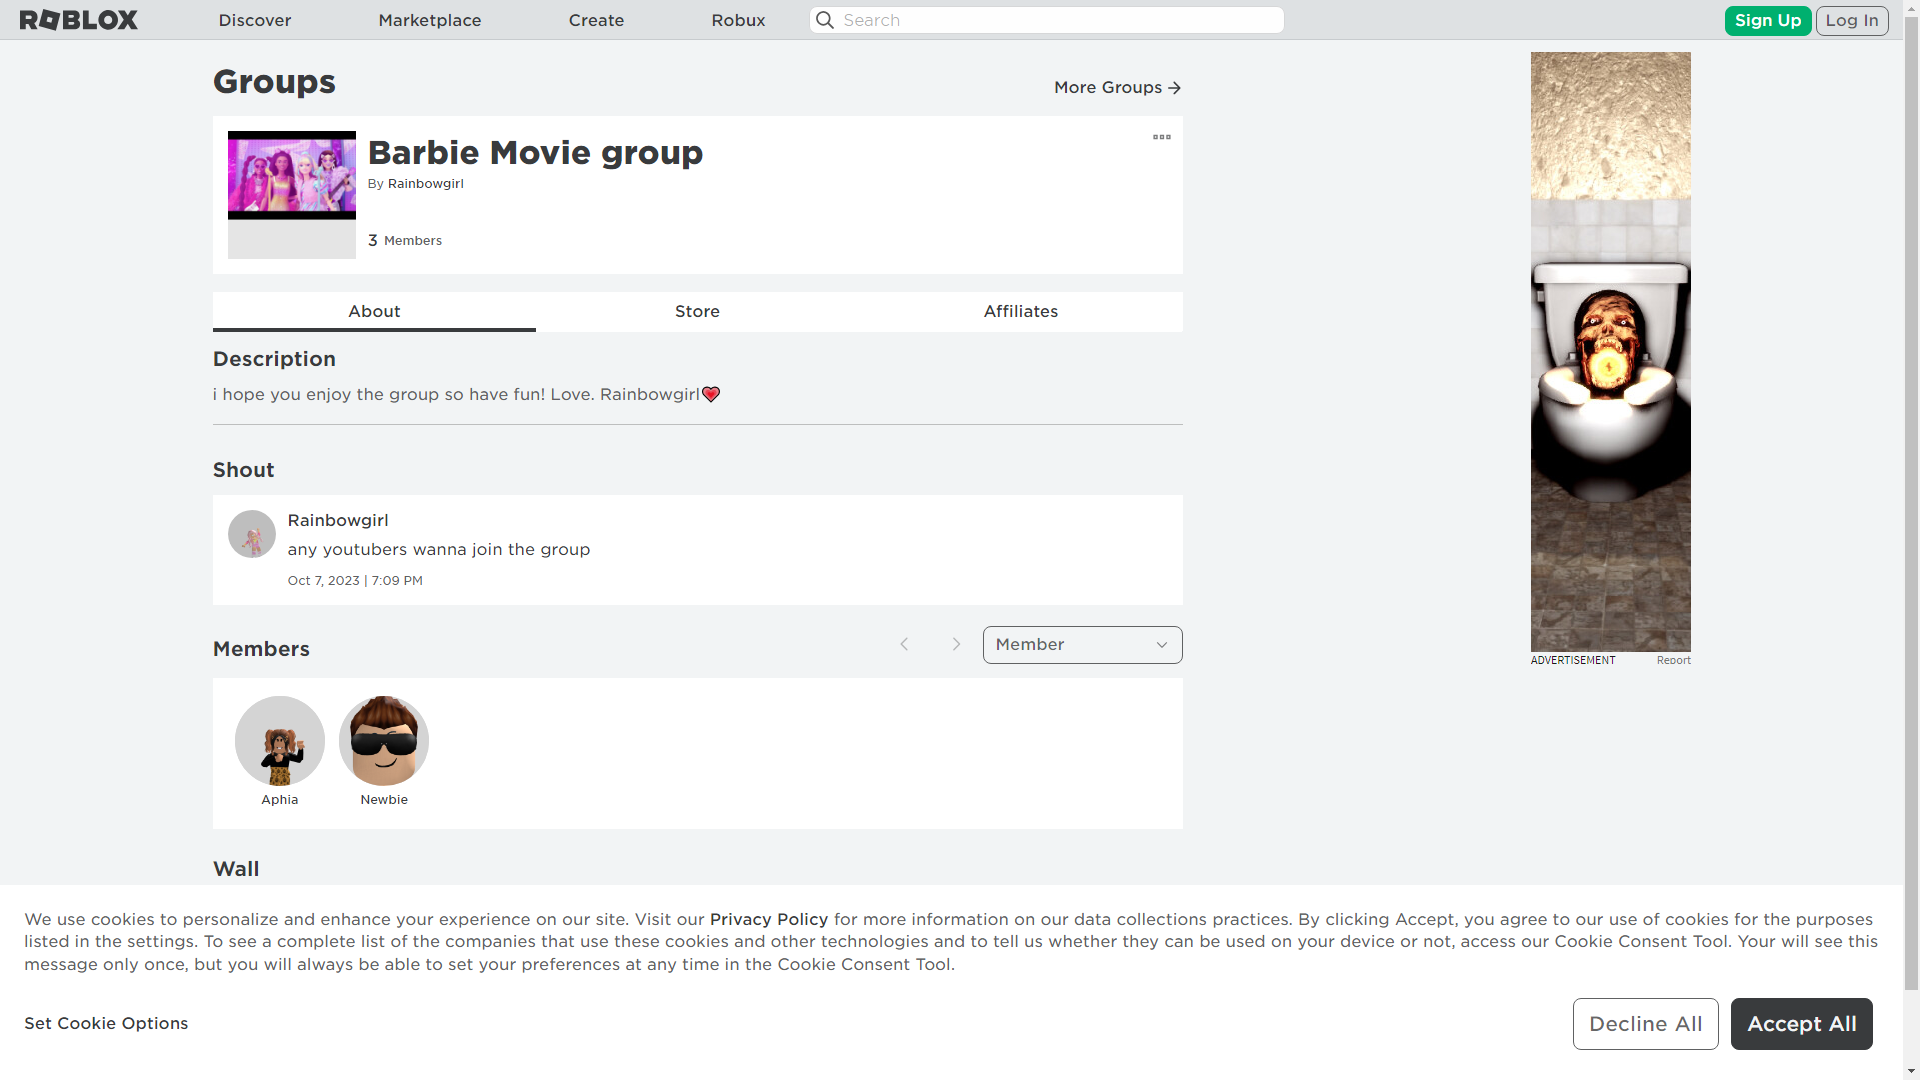 ROBLOX
Discover
Marketplace
Create
Robux
Search
Sign Up
Log In
Groups
More Groups
Barbie Movie group
By Rainbowgirl
3 Members
About
Store
Affiliates
Description
i hope you enjoy the group so have fun! Love. Rainbowgirl💗
Shout
Rainbowgirl
any youtubers wanna join the group
Oct 7, 2023 | 7:09 PM
Members
Member
Aphia
Newbie
ADVERTISEMENT
Report
Wall
We use cookies to personalize and enhance your experience on our site. Visit our Privacy Policy for more information on our data collections practices. By clicking Accept, you agree to our use of cookies for the purposes
listed in the settings. To see a complete list of the companies that use these cookies and other technologies and to tell us whether they can be used on your device or not, access our Cookie Consent Tool. Your will see this
message only once, but you will always be able to set your preferences at any time in the Cookie Consent Tool.
Set Cookie Options
Decline All
Accept All